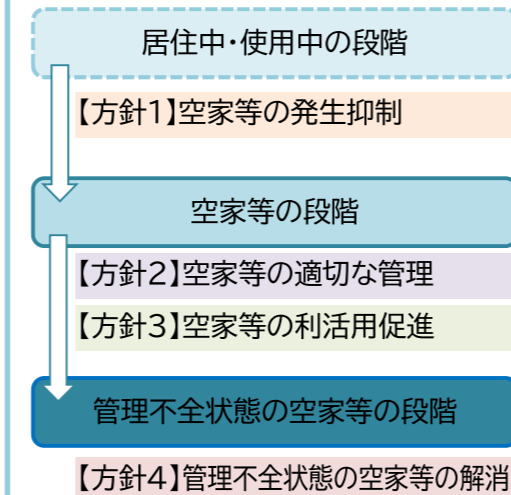 居住中・使用中の段階
【方針1】空家等の発生抑制
空家等の段階
【方針2】空家等の適切な管理
【方針3】空家等の利活用促進
管理不全状態の空家等の段階
【方針4】管理不全状態の空家等の解消